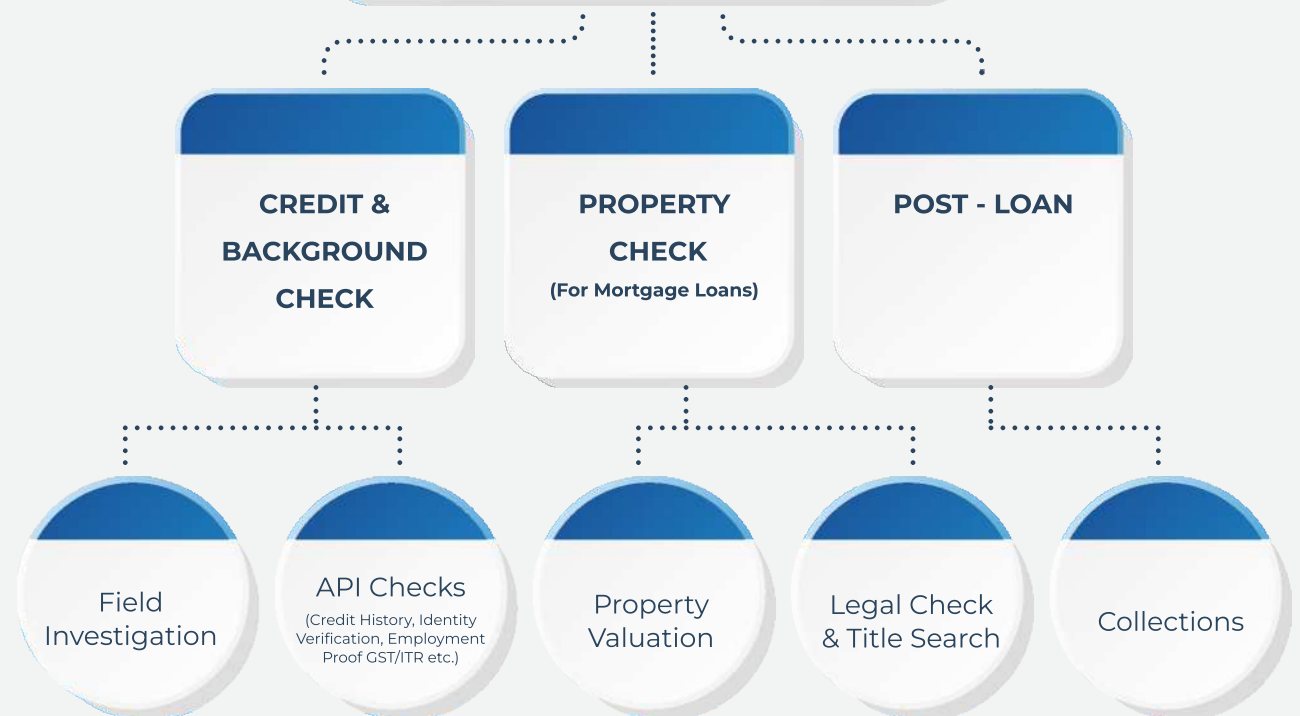 CREDIT &
BACKGROUND
CHECK
PROPERTY
CHECK
(For Mortgage Loans)
POST - LOAN
Field
Investigation
API Checks
(Credit History, Identity
Verification, Employment
Proof GST/ITR etc.)
Property
Valuation
Legal Check
& Title Search
Collections